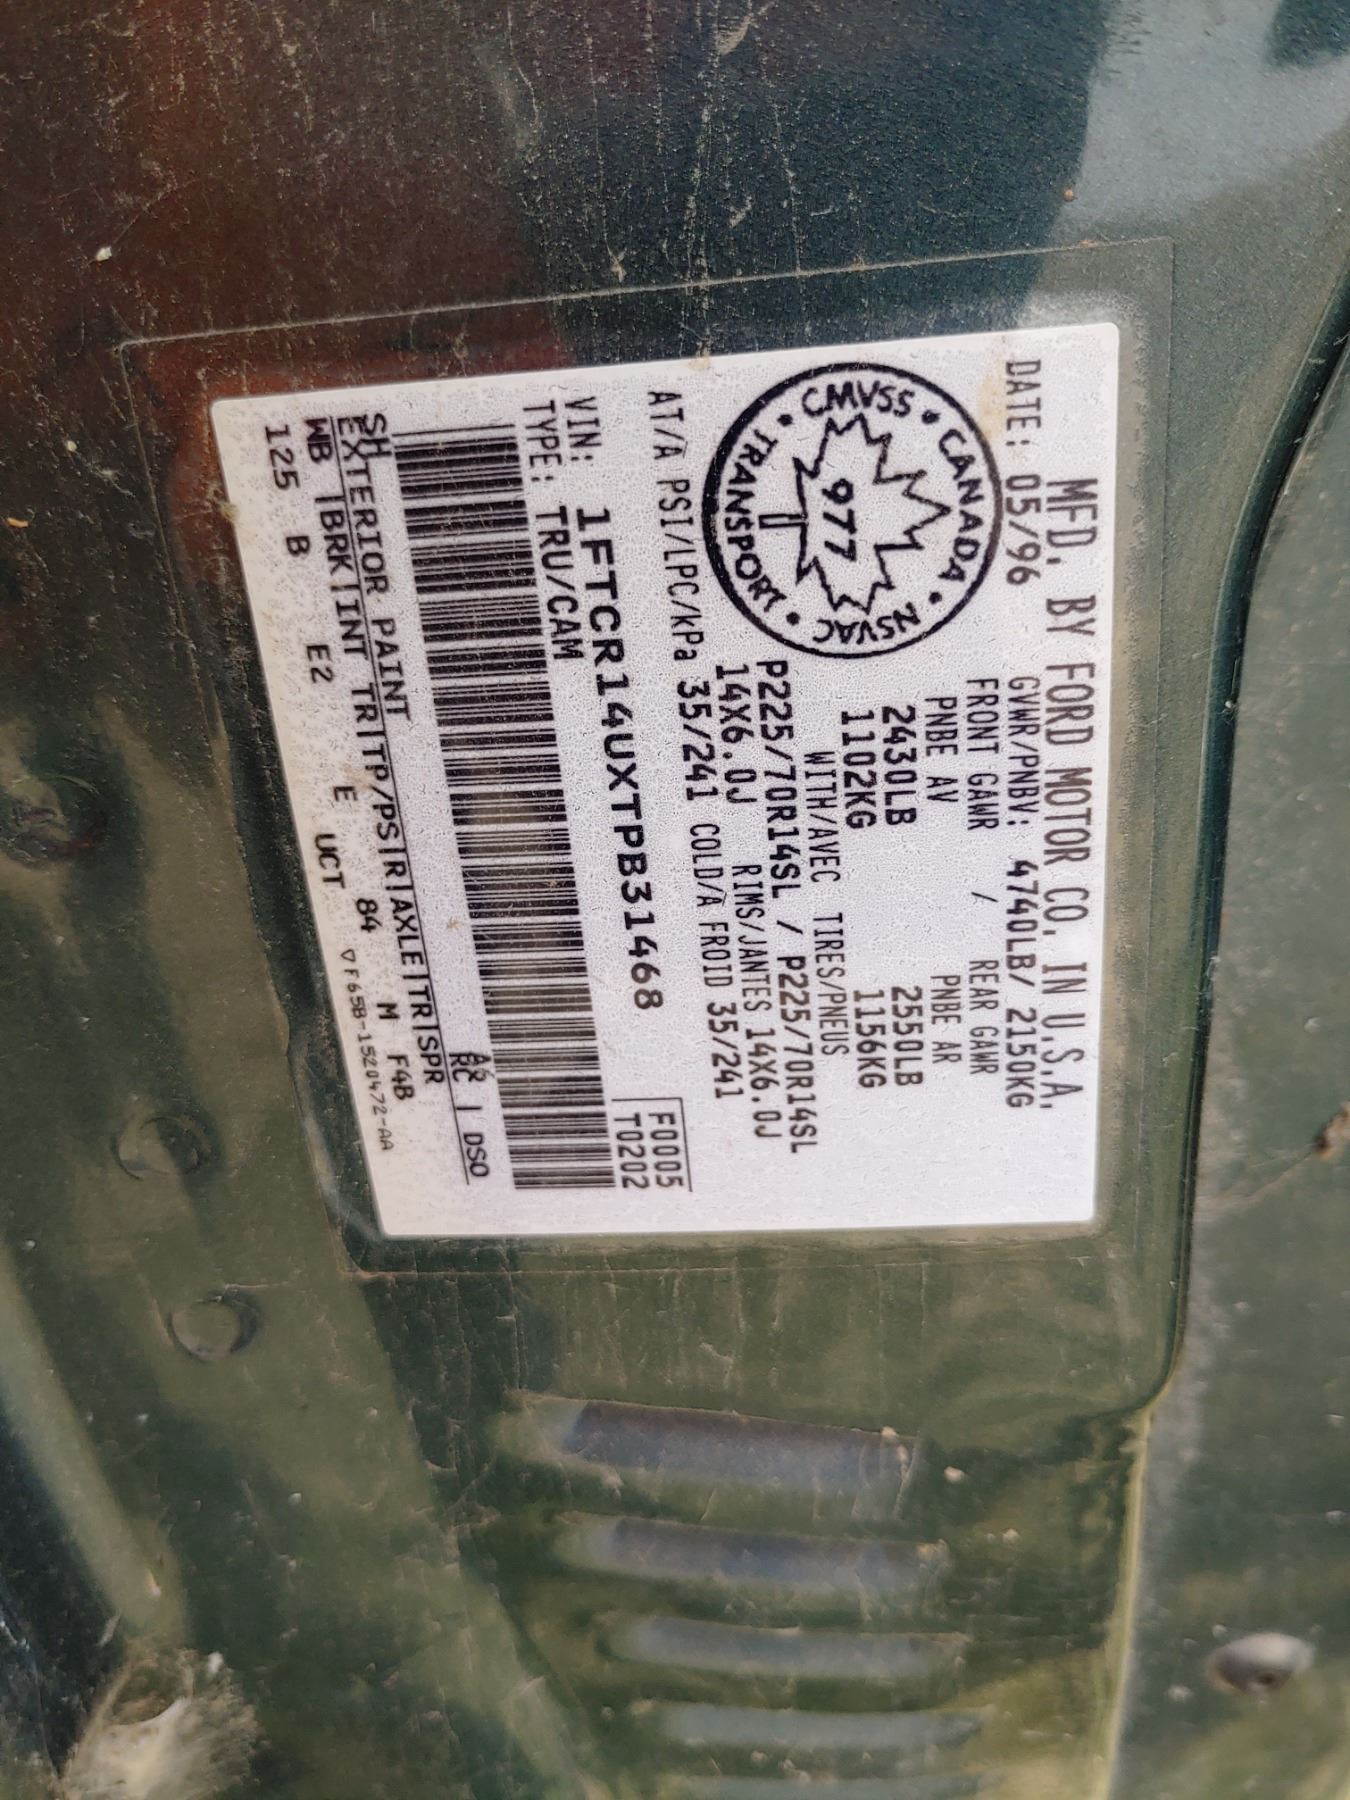 MFD. BY FORD MOTOR CO. IN U.S.A.
DATE: 05/96 GVWR/PNBV: 4740LB/ 2150KG
FRONT GAWR / REAR GAWR
PNBE AV PNBE AR
2430LB 2550LB
1102KG 1156KG
WITH/AVEC TIRES/PNEUS
P225/70R14SL / P225/70R14SL
14X6.0J RIMS/JANTES 14X6.0J
AT/A PSI/LPC/kPa 35/241 COLD/A FROID 35/241
CANADA • NSVAC • TRANSPORT • CMVSS •
977
VIN: 1FTCR14UXTPB31468 F0005
TYPE: TRU/CAM T0202
EXTERIOR PAINT RC DSO
SH
WB |BRK|INT TR|TP/PS|R|AXLE|TR|SPR
125 B E2 E 84 M F4B
UCT ▽F65B-1520472-AA